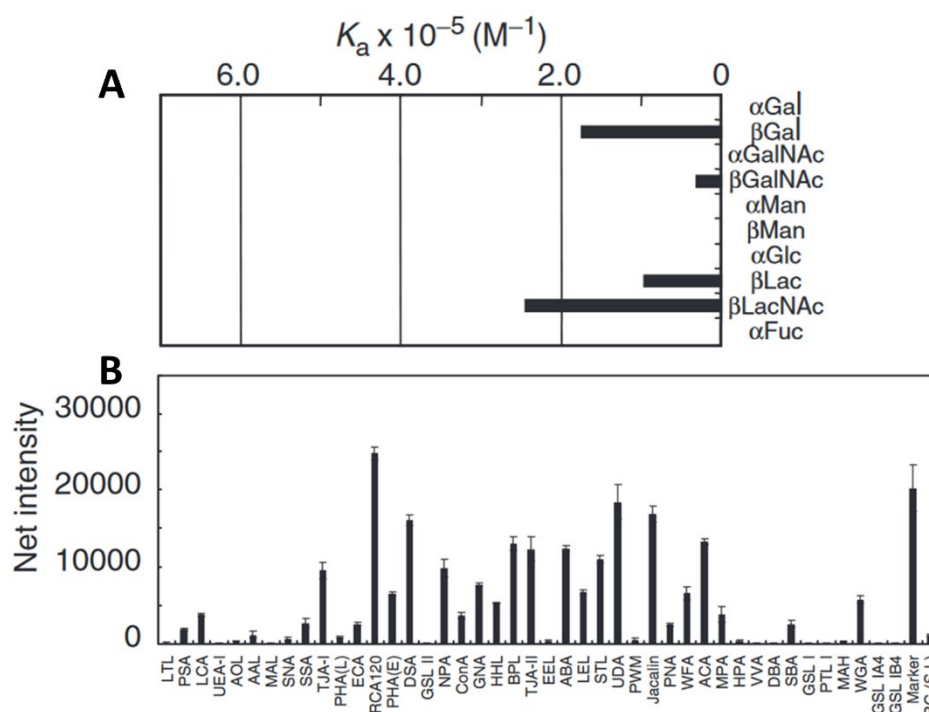 Ka x 10−5 (M−1)
A
6.0 4.0 2.0 0
αGal
βGal
αGalNAc
βGalNAc
αMan
βMan
αGlc
βLac
βLacNAc
αFuc
B
Net intensity
30000
20000
10000
0
LTL
PSA
LCA
UEA-I
AOL
AAL
MAL
SNA
SSA
TJA-I
PHA(L)
ECA
RCA120
PHA(E)
DSA
GSL II
NPA
ConA
GNA
HHL
BPL
TJA-II
EEL
ABA
LEL
STL
UDA
PWM
Jacalin
PNA
WFA
ACA
MPA
HPA
VVA
DBA
SBA
GSL I
PTL I
MAH
WGA
GSL IA4
GSL IB4
Marker